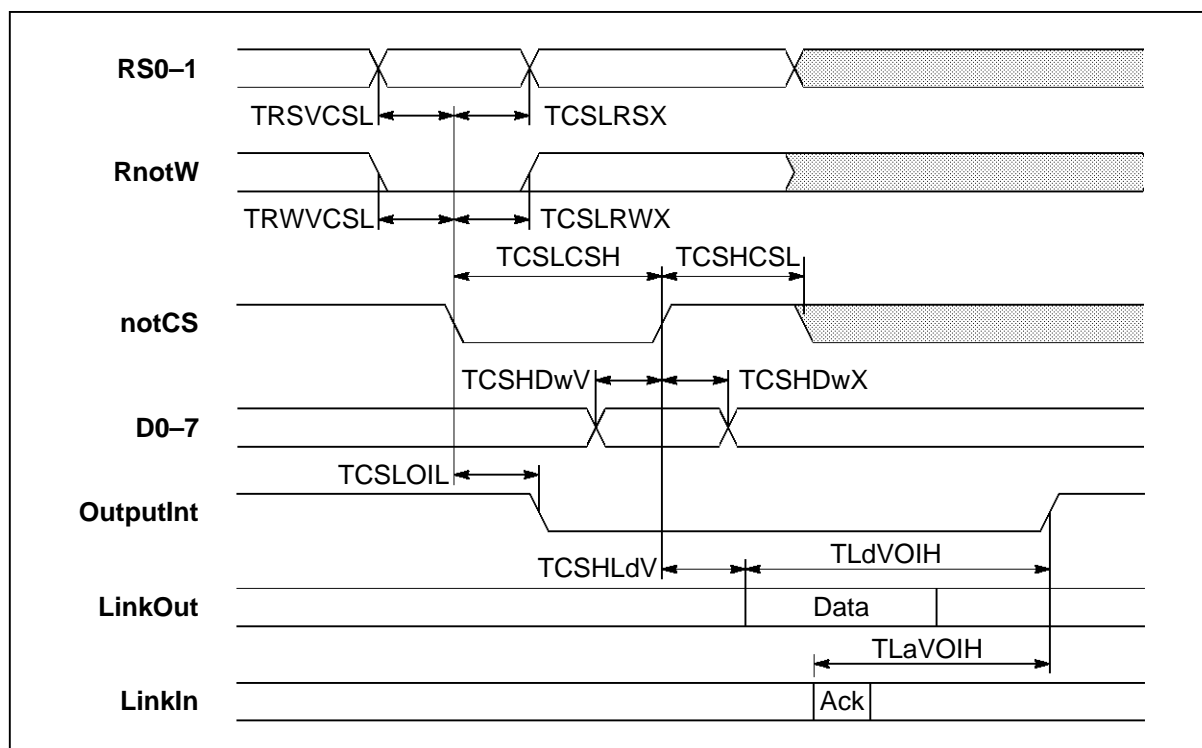 RS0–1
TRSVCSL TCSLRSX
RnotW
TRWVCSL TCSLRWX
TCSLCSH TCSHCSL
notCS
TCSHDwV TCSHDwX
D0–7
TCSLOIL
OutputInt
TCSHLdV TLdVOIH
LinkOut Data
TLaVOIH
LinkIn Ack